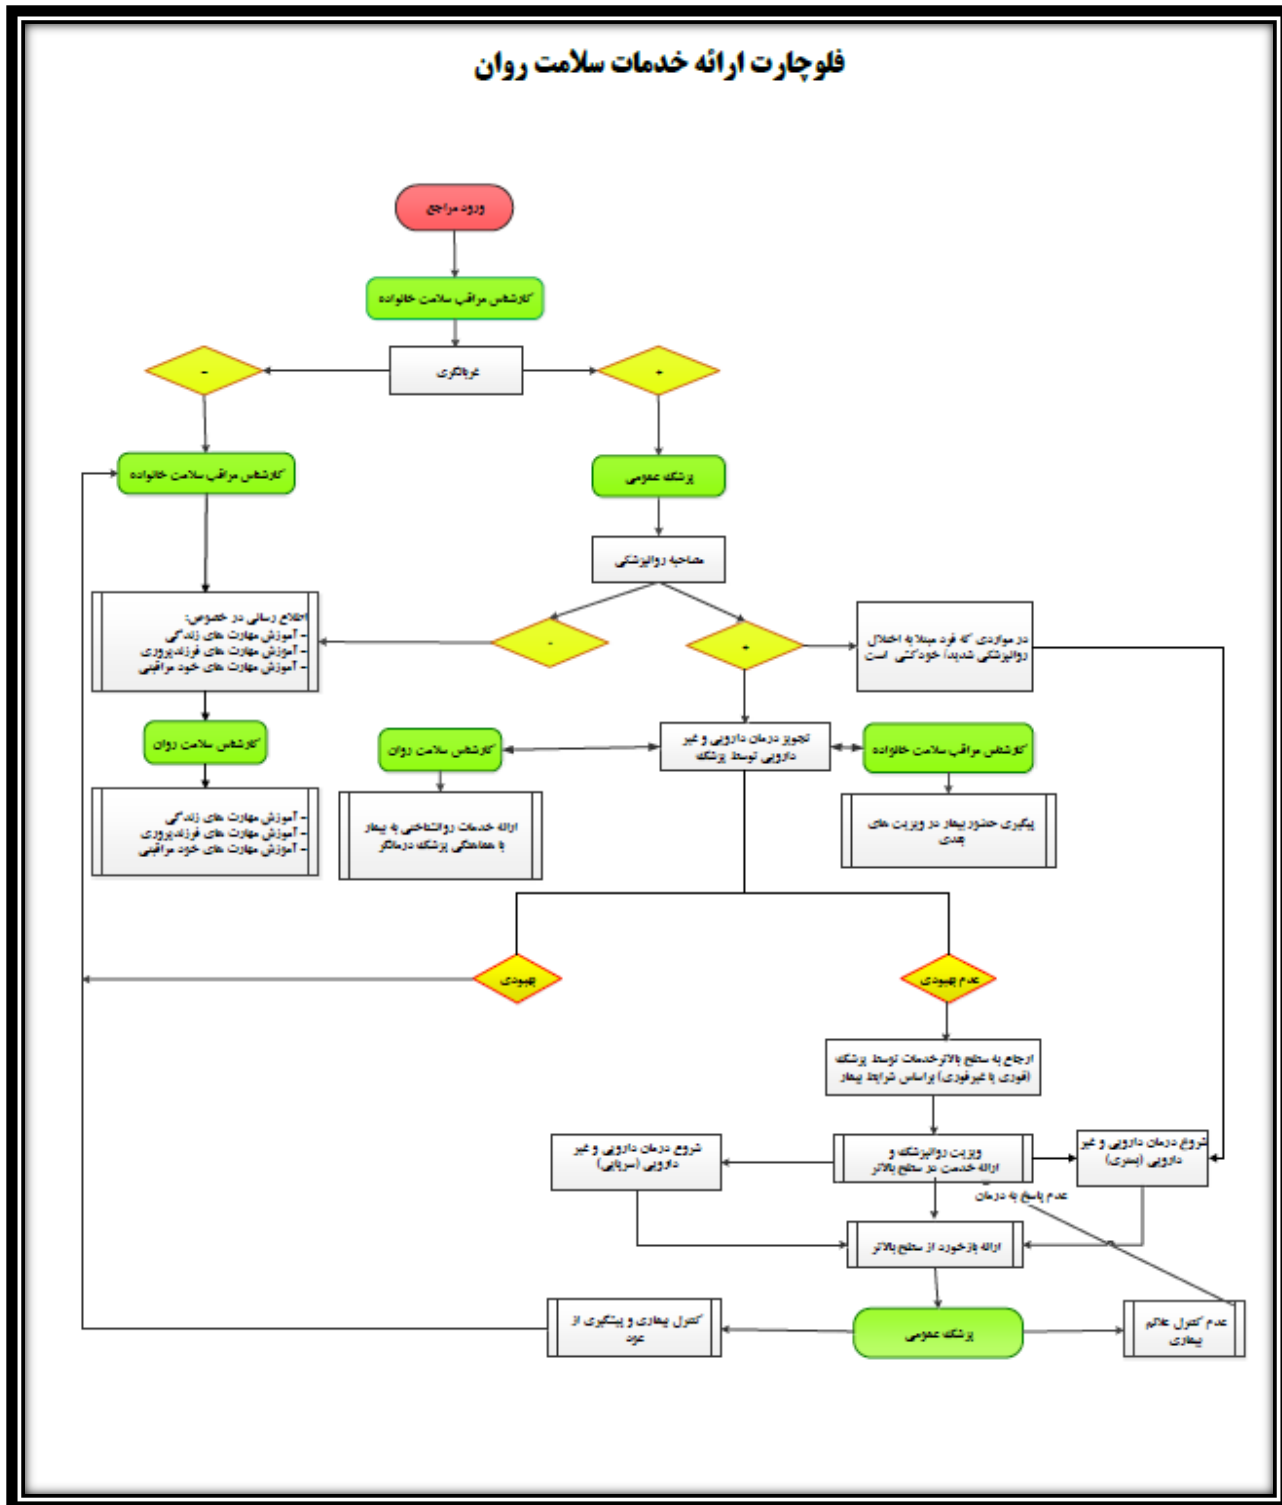 فلوچارت ارائه خدمات سلامت روان
ورود مراجع
کارشناس مراقب سلامت خانواده
غربالگری
-
+
کارشناس مراقب سلامت خانواده
پزشک عمومی
مصاحبه روانپزشکی
-
+
در مواردی که فرد مبتلا به اختلال
روانپزشکی شدید/ خودکشی است
اطلاع رسانی در خصوص:
- آموزش مهارت های زندگی
- آموزش مهارت های فرزندپروری
- آموزش مهارت های خود مراقبتی
کارشناس سلامت روان
کارشناس سلامت روان
تجویز درمان دارویی و غیر
دارویی توسط پزشک
کارشناس مراقب سلامت خانواده
- آموزش مهارت های زندگی
- آموزش مهارت های فرزندپروری
- آموزش مهارت های خود مراقبتی
ارائه خدمات روانشناختی به بیمار
با هماهنگی پزشک درمانگر
پیگیری حضور بیمار در ویزیت های
بعدی
بهبودی
عدم بهبودی
ارجاع به سطح بالاتر خدمات توسط پزشک
(فوری یا غیرفوری) براساس شرایط بیمار
شروع درمان دارویی و غیر
دارویی (سرپایی)
ویزیت روانپزشک و
ارائه خدمت در سطح بالاتر
شروع درمان دارویی و غیر
دارویی (بستری)
عدم پاسخ به درمان
ارائه بازخورد از سطح بالاتر
کنترل بیماری و پیشگیری از
عود
پزشک عمومی
عدم کنترل علائم
بیماری